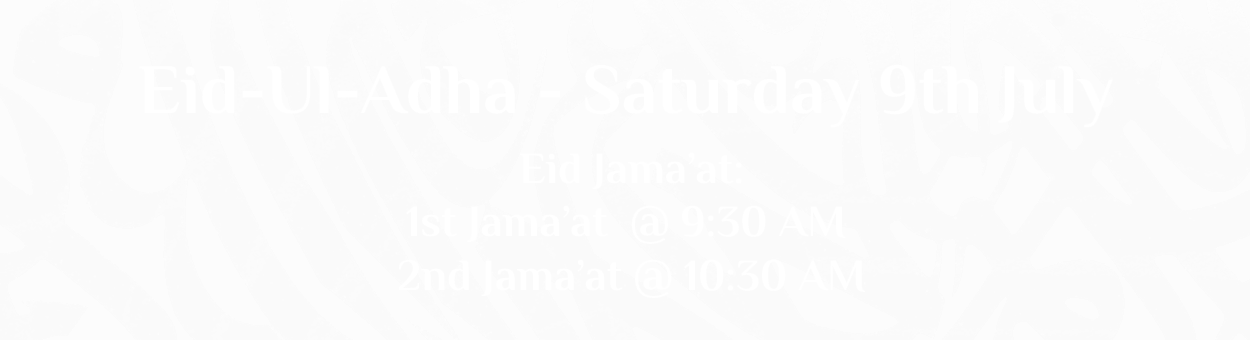 Eid-Ul-Adha - Saturday 9th July
Eid Jama'at:
1st Jama'at @ 9:30 AM
2nd Jama'at @ 10:30 AM